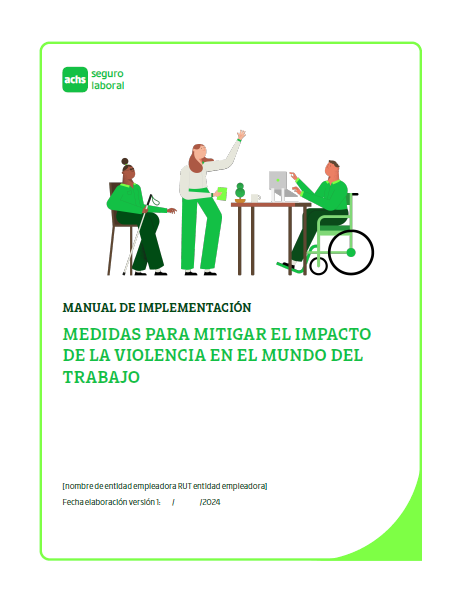 achs seguro
laboral
MANUAL DE IMPLEMENTACIÓN
MEDIDAS PARA MITIGAR EL IMPACTO
DE LA VIOLENCIA EN EL MUNDO DEL
TRABAJO
[nombre de entidad empleadora RUT entidad empleadora]
Fecha elaboración versión 1: / /2024